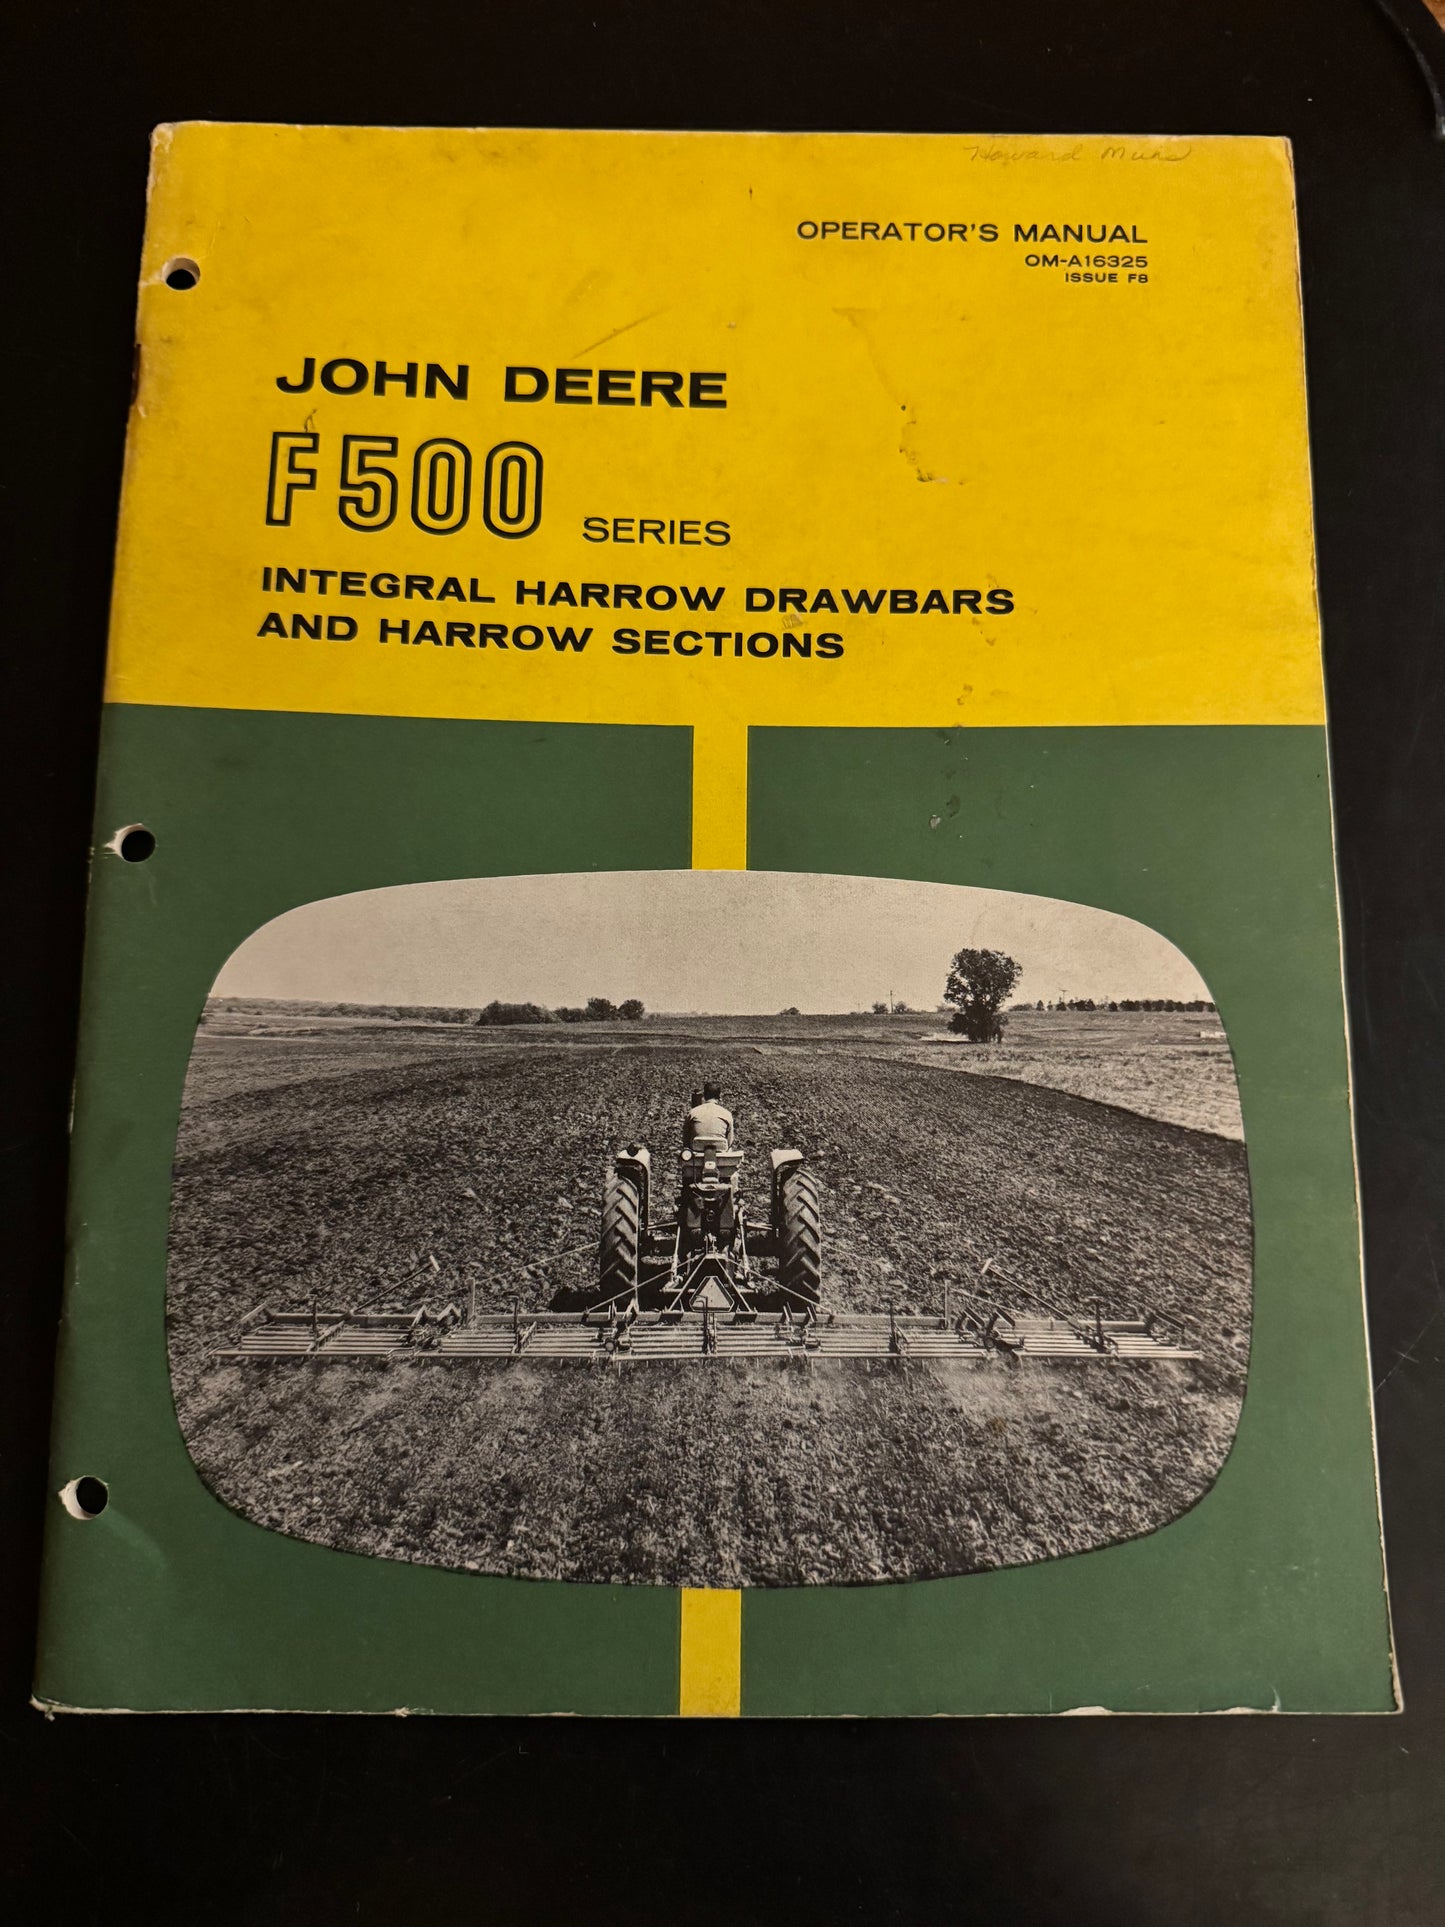 Howard
OPERATOR'S MANUAL
OM-A16325
ISSUE F8
JOHN DEERE
F500 SERIES
INTEGRAL HARROW DRAWBARS
AND HARROW SECTIONS